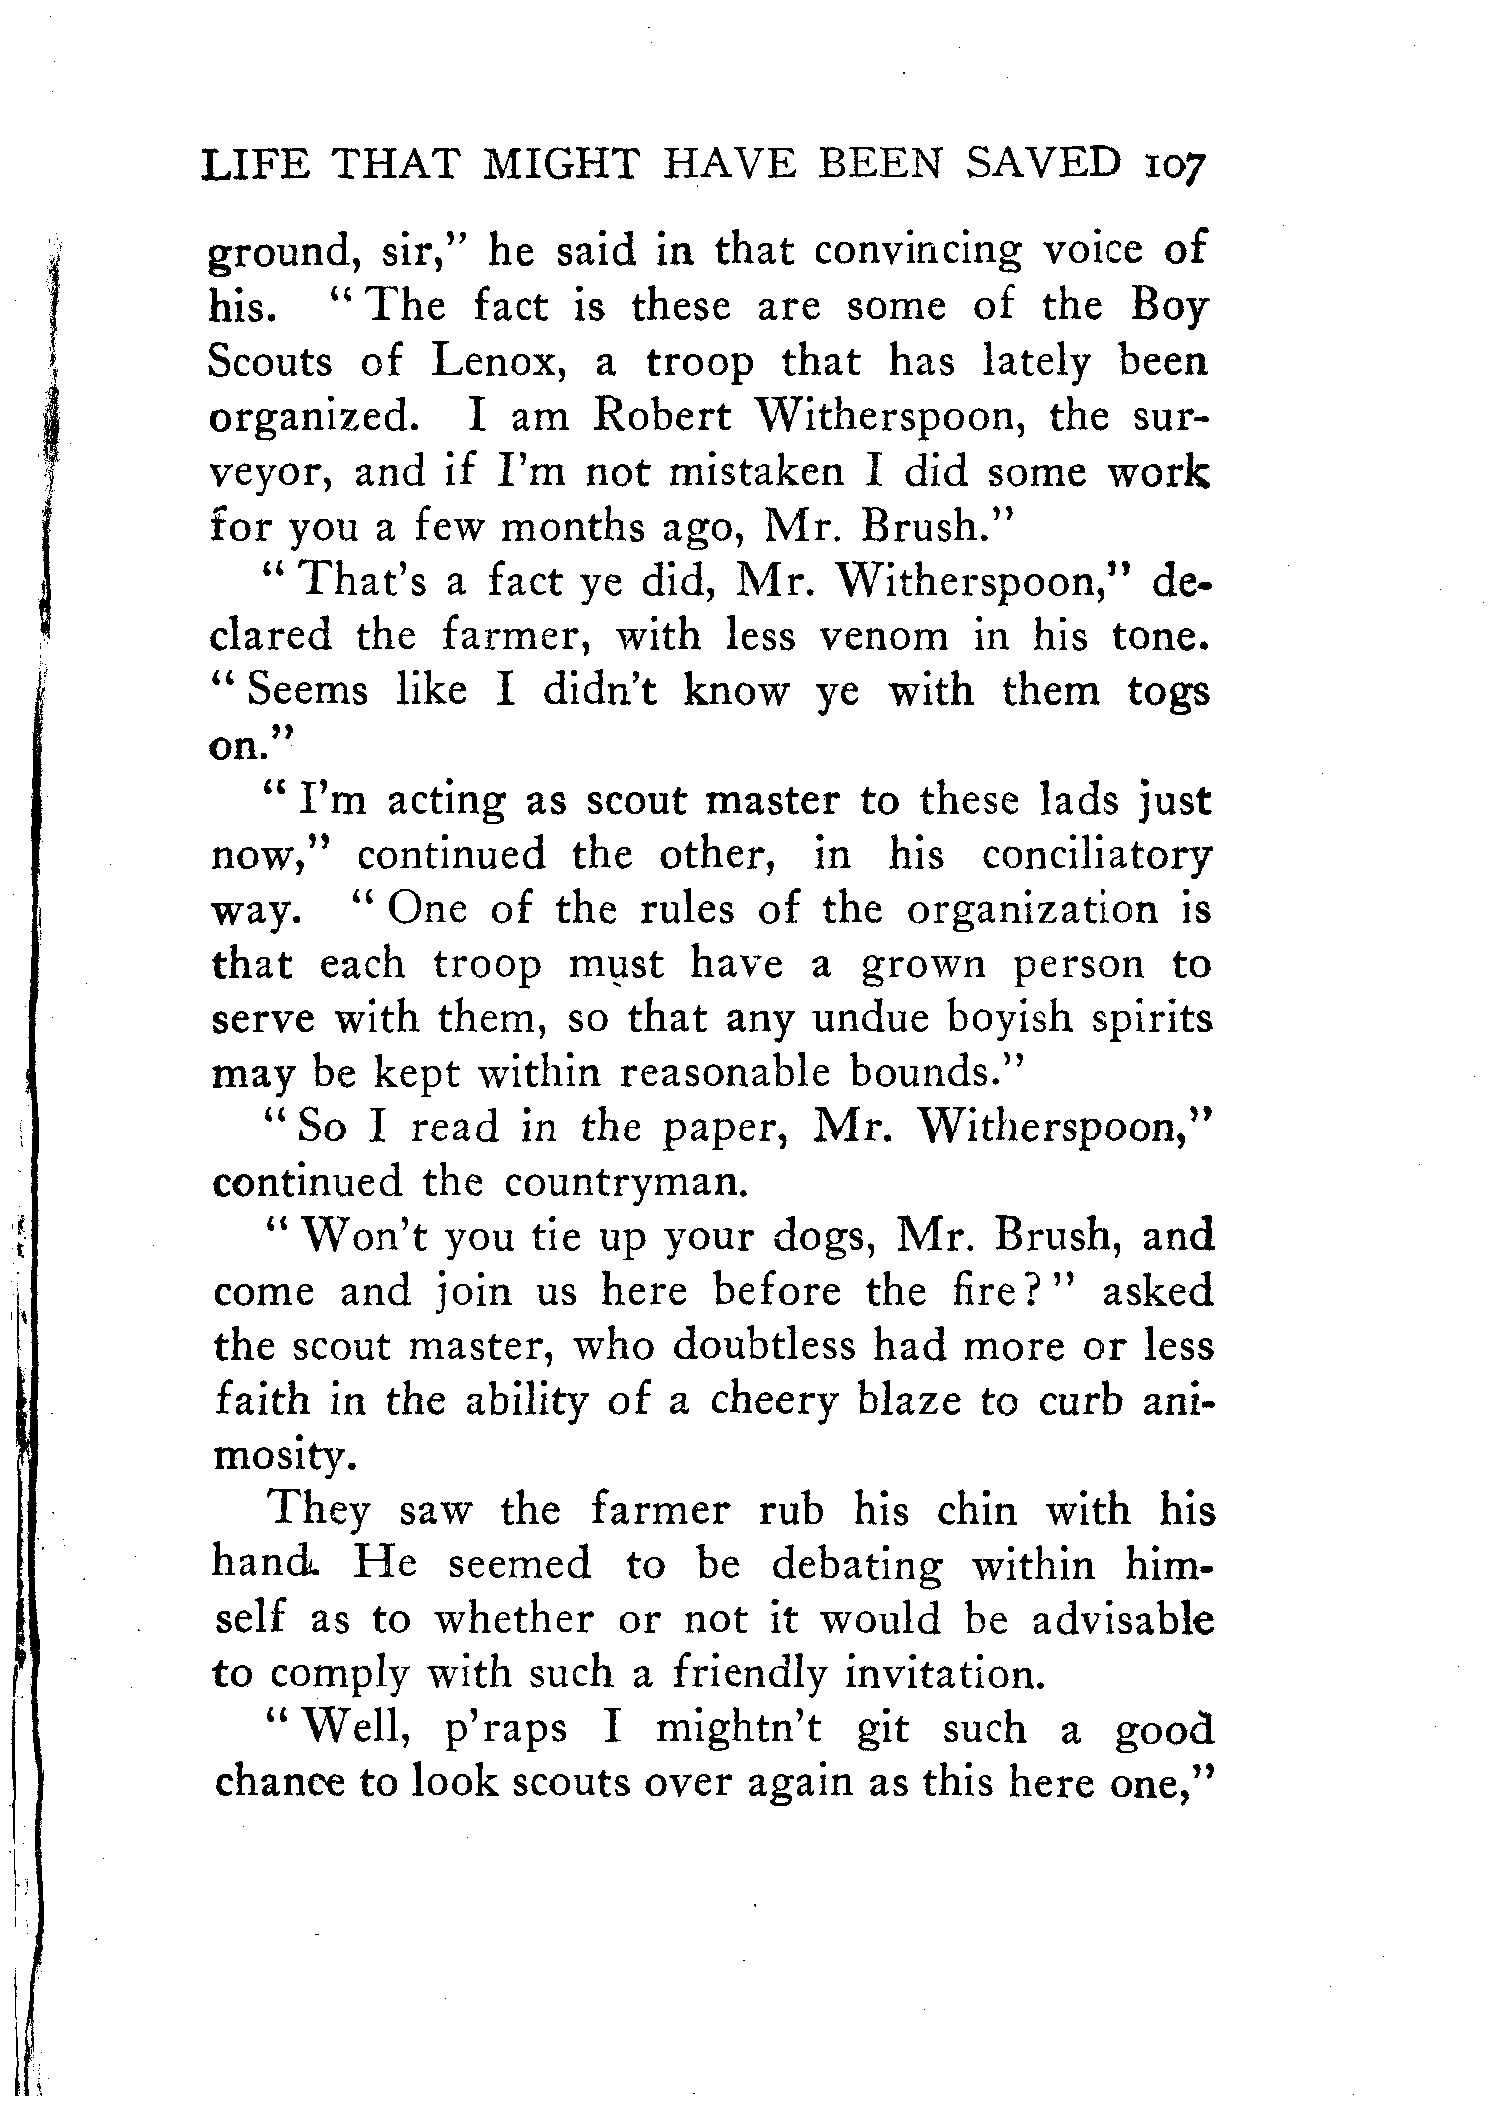 LIFE THAT MIGHT HAVE BEEN SAVED 107
ground, sir," he said in that convincing voice of
his. "The fact is these are some of the Boy
Scouts of Lenox, a troop that has lately been
organized. I am Robert Witherspoon, the sur-
veyor, and if I'm not mistaken I did some work
for you a few months ago, Mr. Brush."
"That's a fact ye did, Mr. Witherspoon," de-
clared the farmer, with less venom in his tone.
"Seems like I didn't know ye with them togs
on."
"I'm acting as scout master to these lads just
now," continued the other, in his conciliatory
way. "One of the rules of the organization is
that each troop must have a grown person to
serve with them, so that any undue boyish spirits
may be kept within reasonable bounds."
"So I read in the paper, Mr. Witherspoon,"
continued the countryman.
"Won't you tie up your dogs, Mr. Brush, and
come and join us here before the fire?" asked
the scout master, who doubtless had more or less
faith in the ability of a cheery blaze to curb ani-
mosity.
They saw the farmer rub his chin with his
hand. He seemed to be debating within him-
self as to whether or not it would be advisable
to comply with such a friendly invitation.
"Well, p'raps I mightn't git such a good
chance to look scouts over again as this here one,"